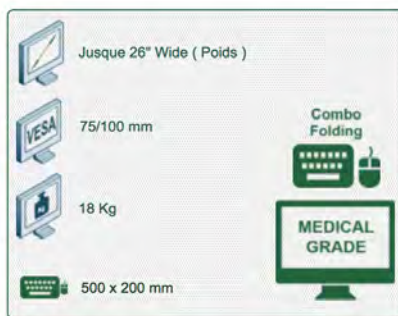 Jusque 26" Wide ( Poids )
VESA
75/100 mm
18 Kg
500 x 200 mm
Combo
Folding
MEDICAL
GRADE